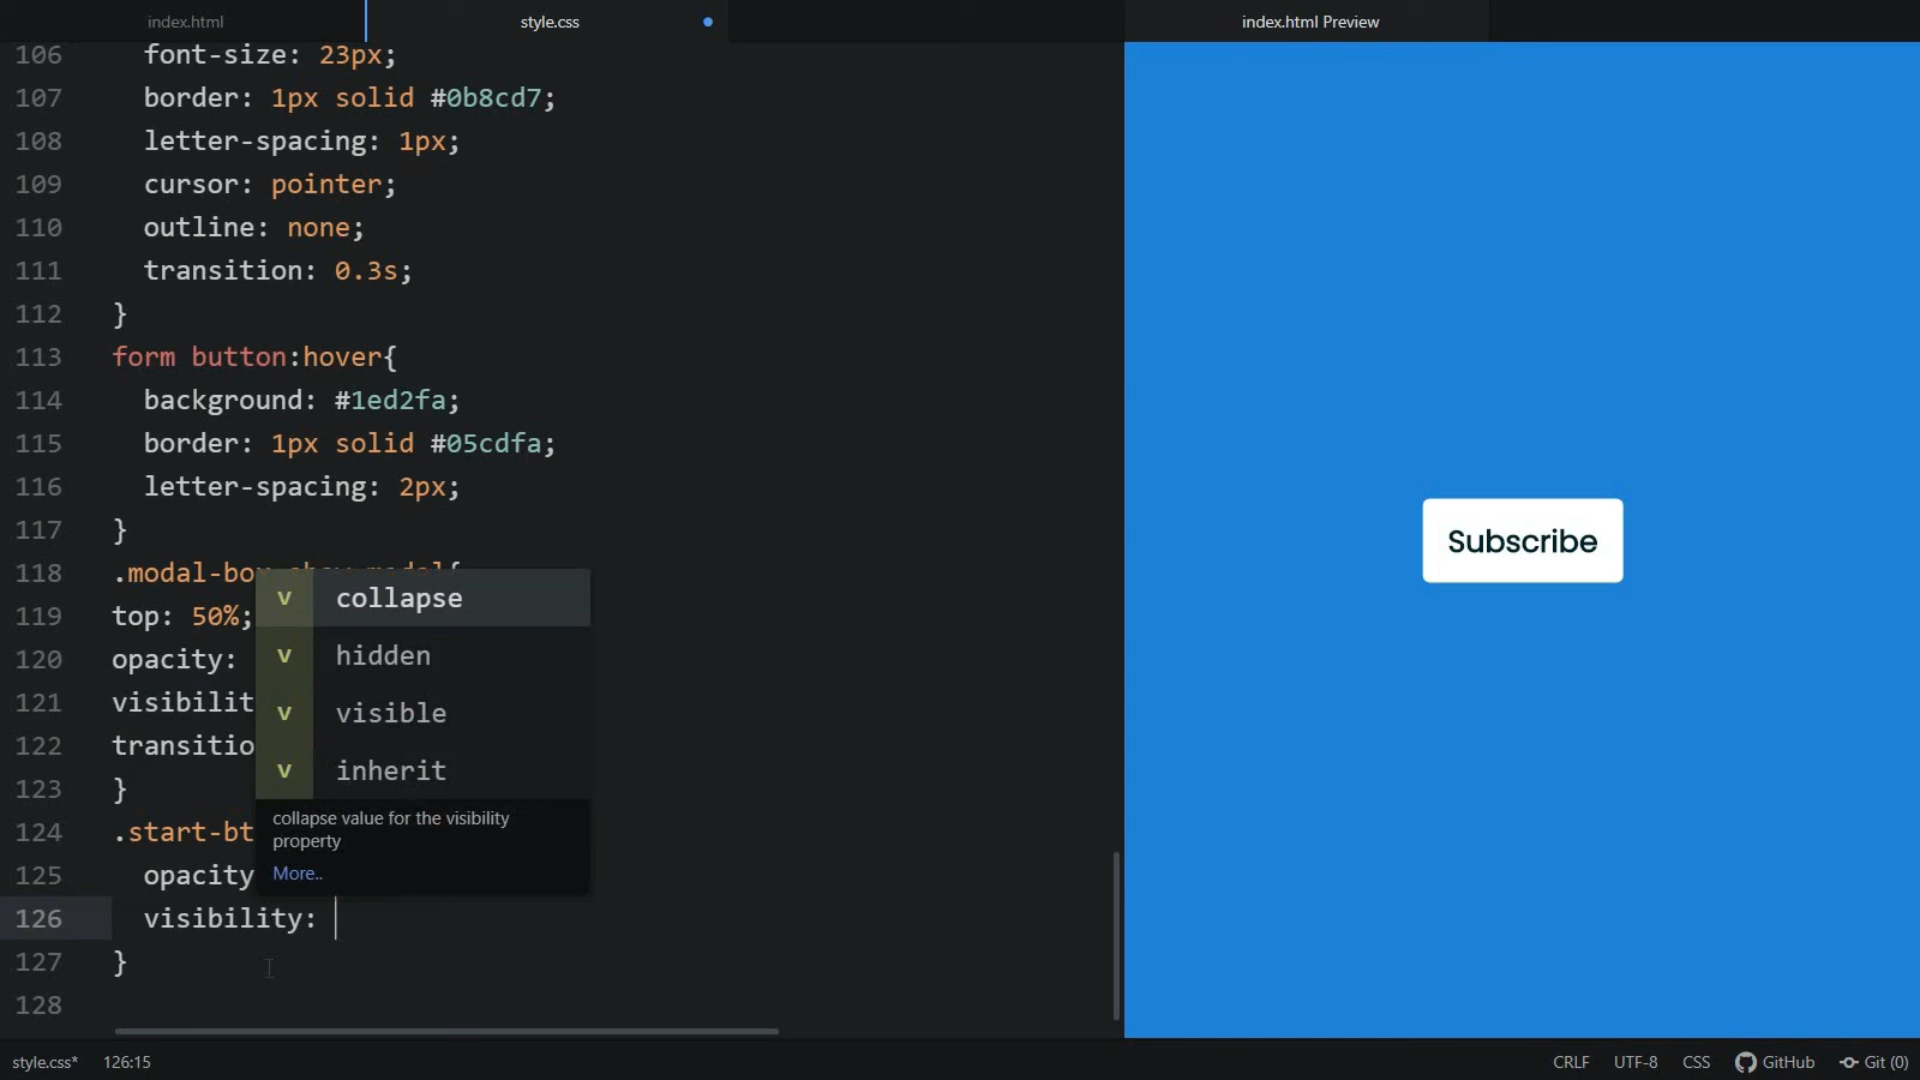 index.html
style.css
index.html Preview
106 font-size: 23px;
107 border: 1px solid #0b8cd7;
108 letter-spacing: 1px;
109 cursor: pointer;
110 outline: none;
111 transition: 0.3s;
112 }
113 form button:hover{
114 background: #1ed2fa;
115 border: 1px solid #05cdfa;
116 letter-spacing: 2px;
117 }
118 .modal-box
119 top: 50%;
120 opacity:
121 visibilit
122 transitio
123 }
124 .start-bt
125 opacity
126 visibility:
127 }
128
v collapse
v hidden
v visible
v inherit
collapse value for the visibility
property
More..
Subscribe
style.css* 126:15
CRLF UTF-8 CSS GitHub Git (0)